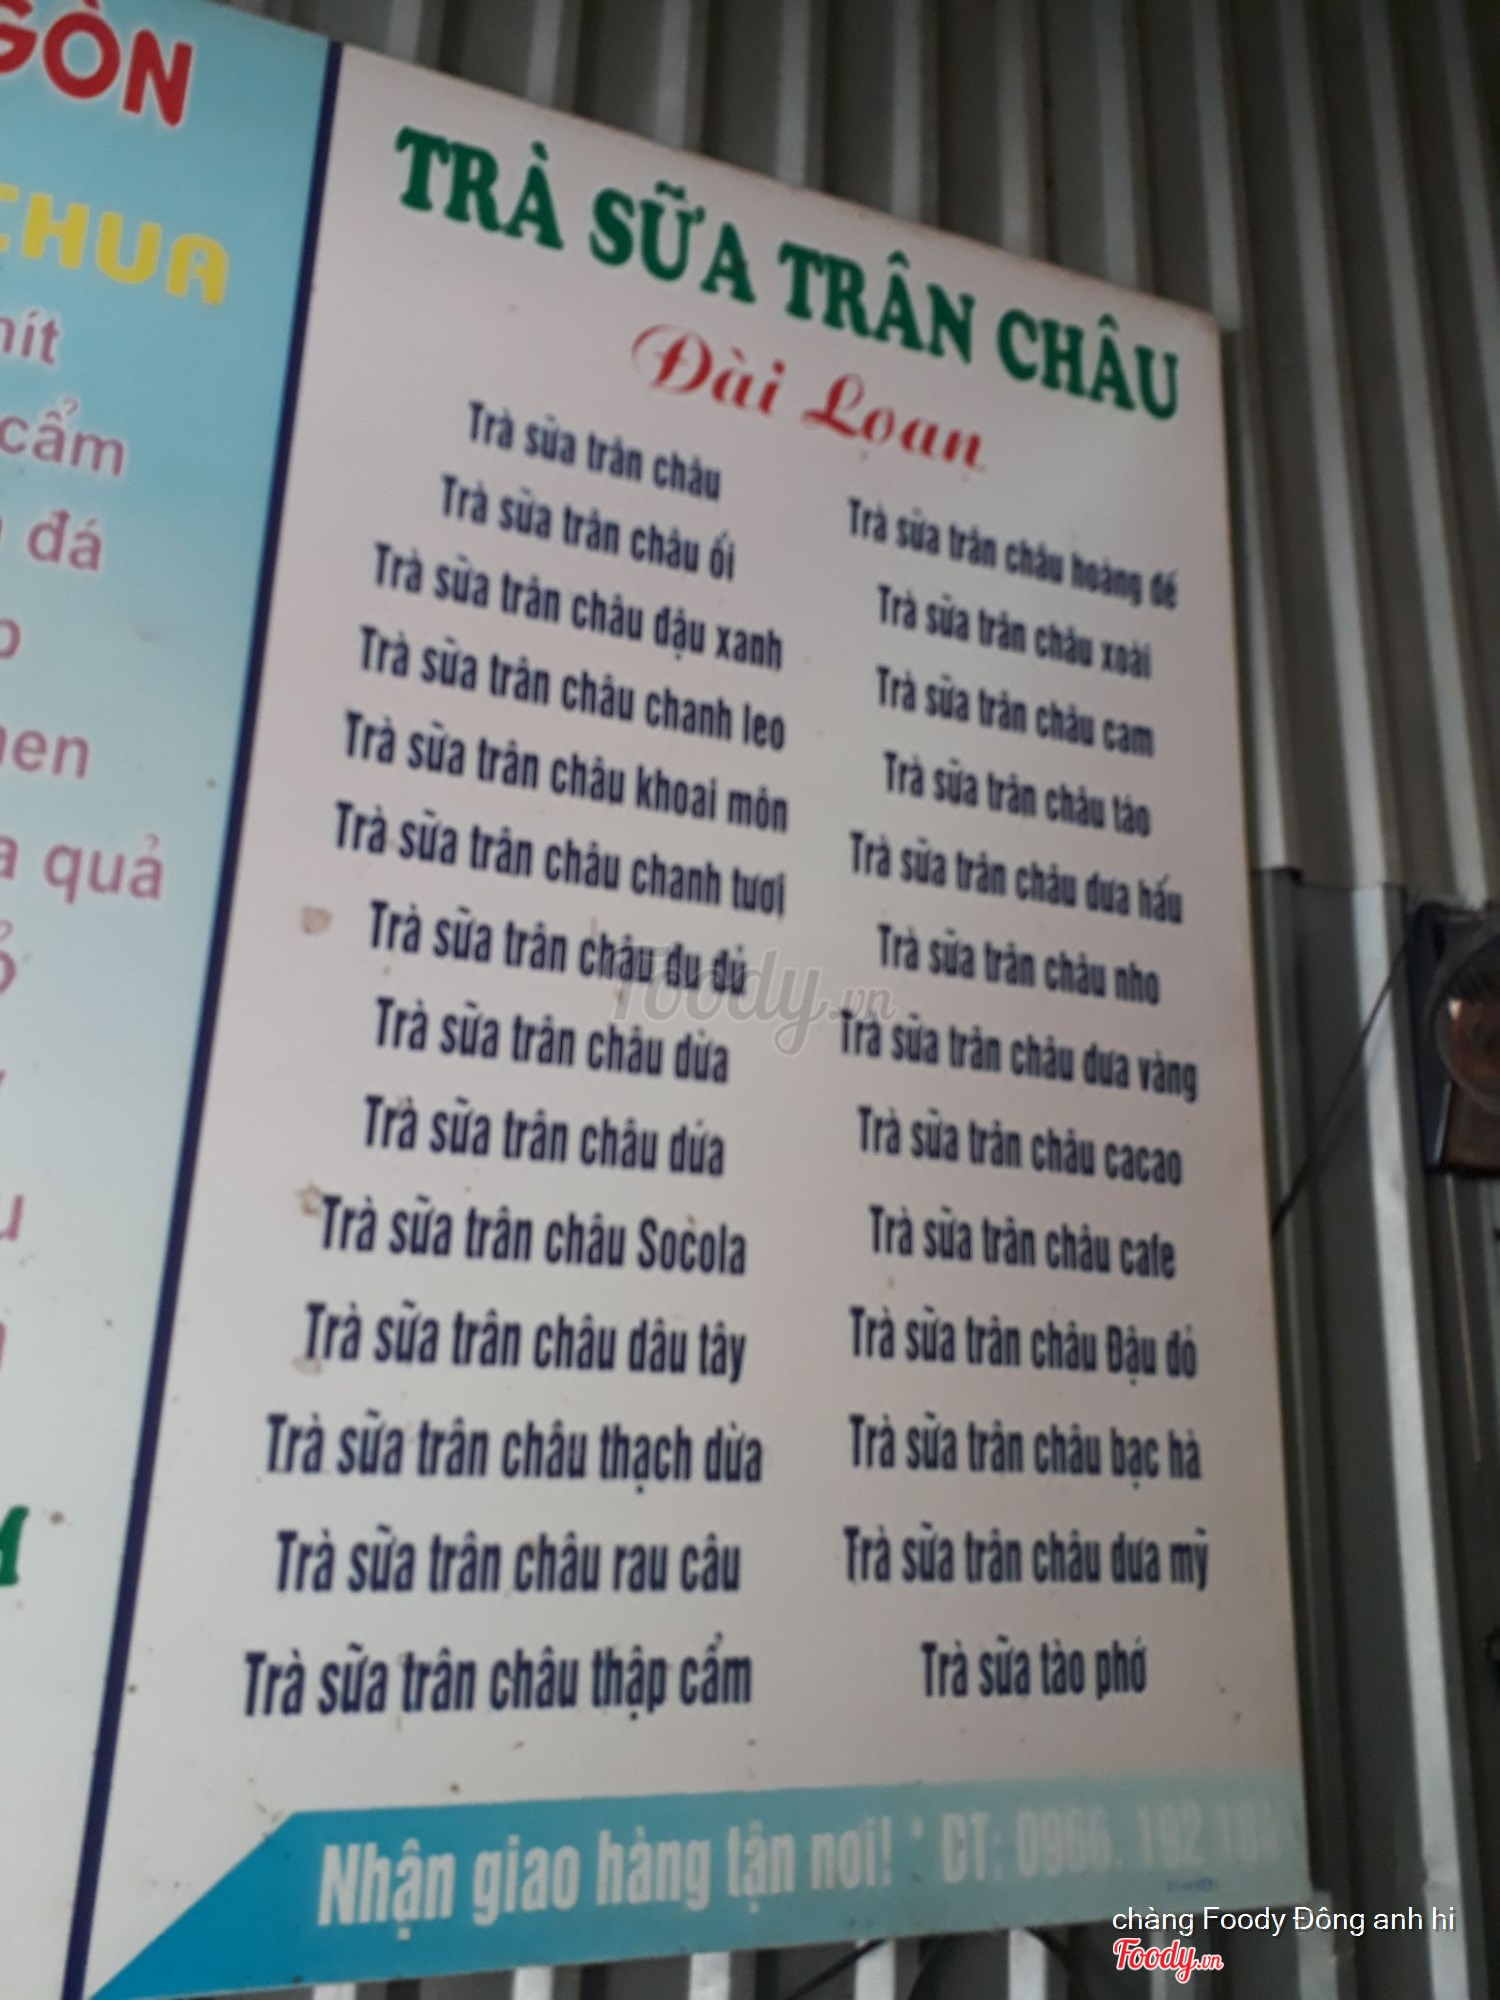 GÒN
CHUA
cẩm
đá
quả
TRÀ SỮA TRÂN CHÂU
Đài Loạn
Trà sữa trân châu
Trà sữa trân châu ổi
Trà sữa trân châu đậu xanh
Trà sữa trân châu chanh leo
Trà sữa trân châu khoai môn
Trà sữa trân châu chanh tươi
Trà sữa trân châu đu đủ
Trà sữa trân châu dừa
Trà sữa trân châu dứa
Trà sữa trân châu Socola
Trà sữa trân châu dâu tây
Trà sữa trân châu thạch dừa
Trà sữa trân châu rau câu
Trà sữa trân châu thập cẩm
Trà sữa trân châu hoàng đế
Trà sữa trân châu xoài
Trà sữa trân châu cam
Trà sữa trân châu táo
Trà sữa trân châu dưa hấu
Trà sữa trân châu nho
Trà sữa trân châu dưa vàng
Trà sữa trân châu cacao
Trà sữa trân châu cafe
Trà sữa trân châu Đậu đỏ
Trà sữa trân châu bạc hà
Trà sữa trân châu dưa mỹ
Trà sữa tào phớ
Nhận giao hàng tận nơi! * ĐT: 0966. 192
Foody.vn
chàng Foody Đông anh hi
Foody.vn